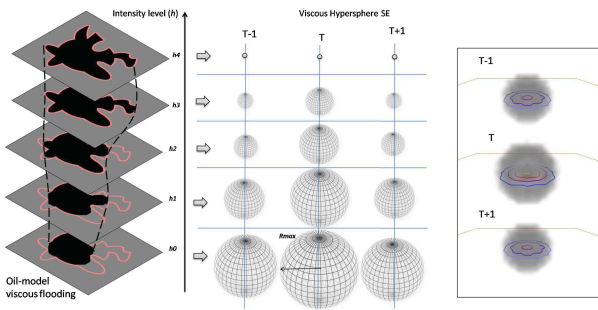 Intensity level (h)
Viscous Hypersphere SE
T-1
T
T+1
h4
h3
h2
h1
h0
Rmax
Oil-model
viscous flooding
T-1
T
T+1